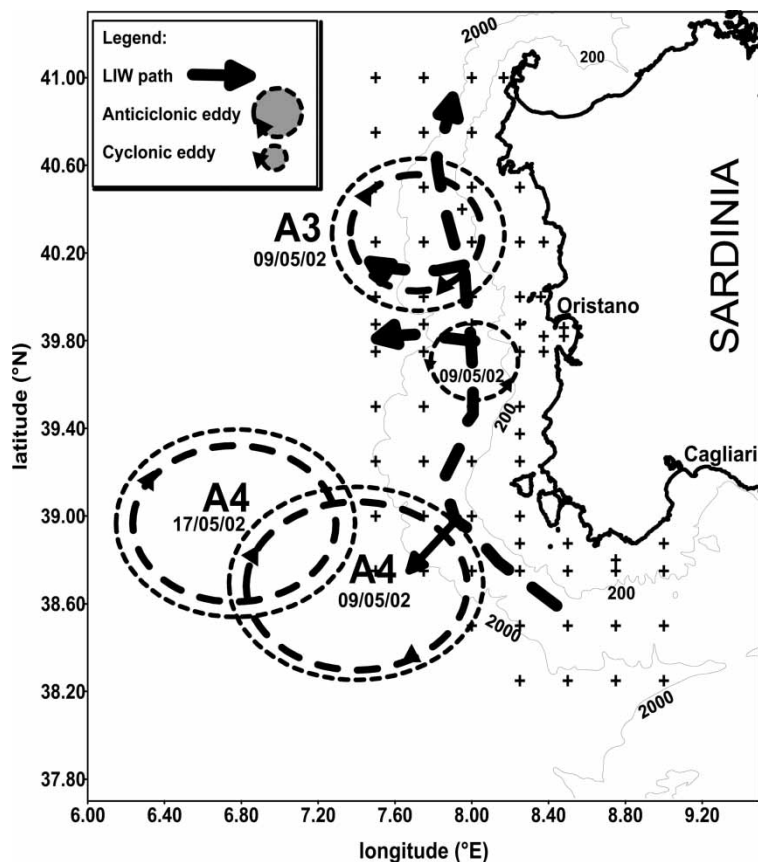 Legend:
LIW path
Anticiclonic eddy
Cyclonic eddy
2000
200
SARDINIA
A3
09/05/02
Oristano
09/05/02
200
Cagliari
A4
17/05/02
A4
09/05/02
200
2000
2000
latitude (°N)
41.00
40.60
40.20
39.80
39.40
39.00
38.60
38.20
37.80
6.00 6.40 6.80 7.20 7.60 8.00 8.40 8.80 9.20
longitude (°E)